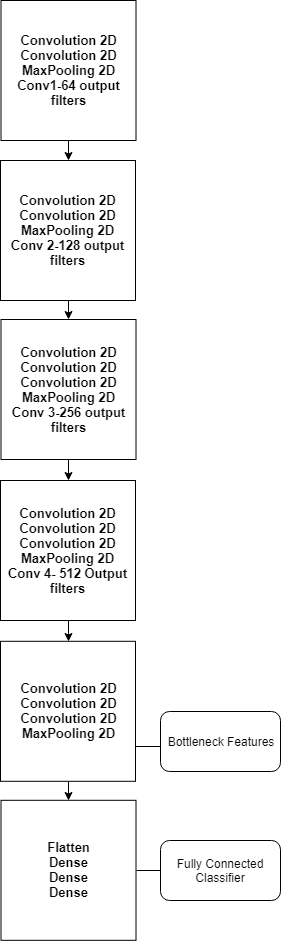 Convolution 2D
Convolution 2D
MaxPooling 2D
Conv1-64 output
filters
Convolution 2D
Convolution 2D
MaxPooling 2D
Conv 2-128 output
filters
Convolution 2D
Convolution 2D
Convolution 2D
MaxPooling 2D
Conv 3-256 output
filters
Convolution 2D
Convolution 2D
Convolution 2D
MaxPooling 2D
Conv 4- 512 Output
filters
Convolution 2D
Convolution 2D
Convolution 2D
MaxPooling 2D
Bottleneck Features
Flatten
Dense
Dense
Dense
Fully Connected
Classifier